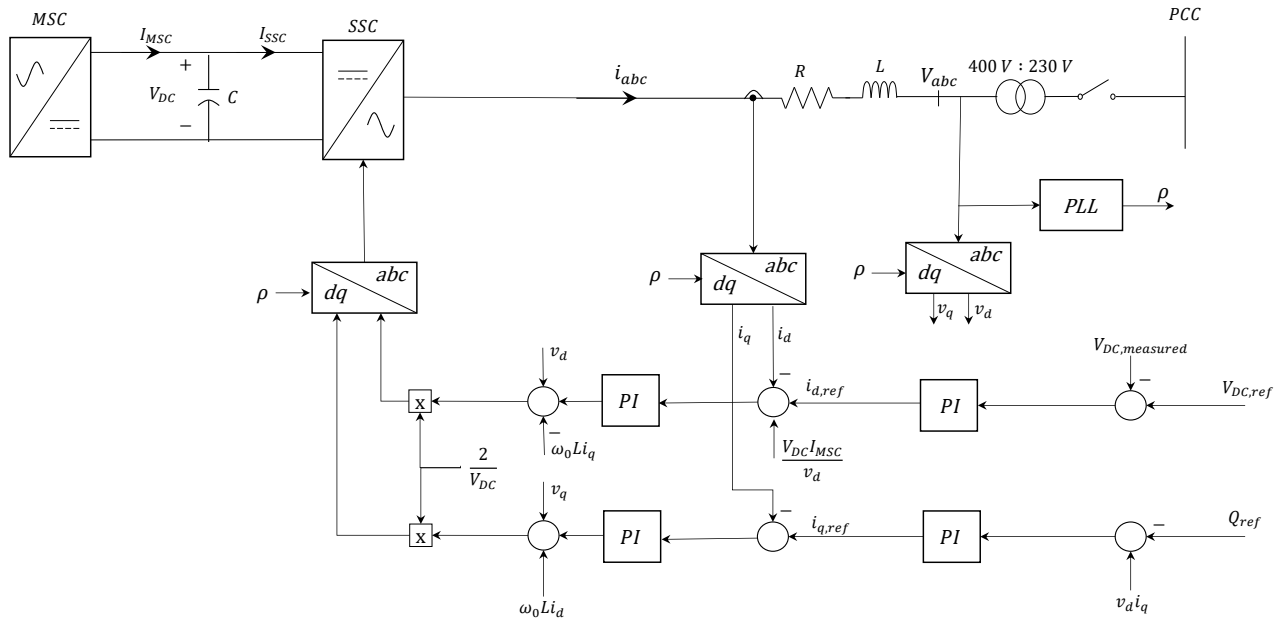 MSC
I_MSC
I_SSC
SSC
PCC
+
V_DC
C
−
i_abc
R
L
V_abc
400 V : 230 V
PLL
ρ
abc
dq
ρ
abc
dq
ρ
abc
dq
ρ
v_q
v_d
i_q
i_d
v_d
−
V_DC,measured
−
V_DC,ref
x
PI
i_d,ref
PI
−
ω_0Li_q
V_DC I_MSC
v_d
2
V_DC
v_q
−
−
Q_ref
x
PI
i_q,ref
PI
ω_0Li_d
v_d i_q